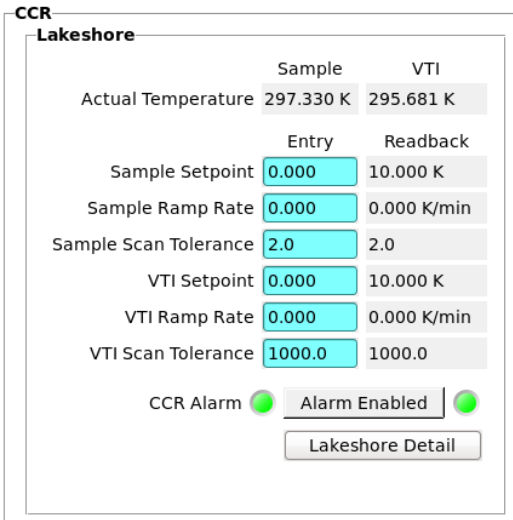 CCR
Lakeshore
Sample VTI
Actual Temperature 297.330 K 295.681 K
Entry Readback
Sample Setpoint 0.000 10.000 K
Sample Ramp Rate 0.000 0.000 K/min
Sample Scan Tolerance 2.0 2.0
VTI Setpoint 0.000 10.000 K
VTI Ramp Rate 0.000 0.000 K/min
VTI Scan Tolerance 1000.0 1000.0
CCR Alarm Alarm Enabled
Lakeshore Detail